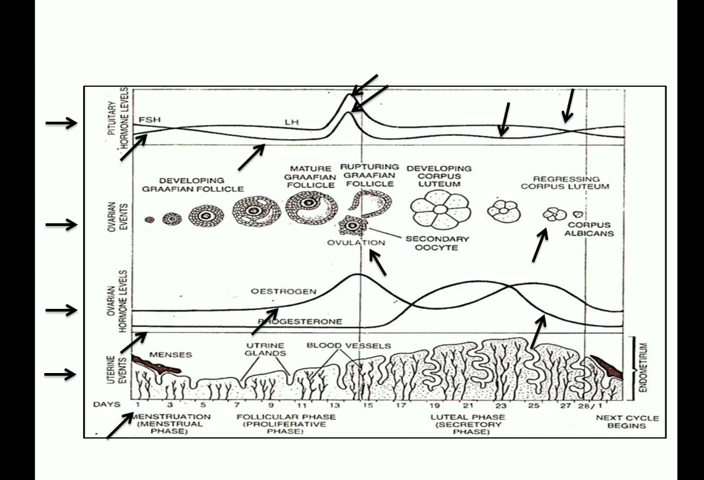 PITUITARY
HORMONE LEVELS
FSH
LH
OVARIAN
EVENTS
DEVELOPING
GRAAFIAN FOLLICLE
MATURE
GRAAFIAN
FOLLICLE
RUPTURING
GRAAFIAN
FOLLICLE
DEVELOPING
CORPUS
LUTEUM
REGRESSING
CORPUS LUTEUM
OVULATION
SECONDARY
OOCYTE
CORPUS
ALBICANS
OVARIAN
HORMONE LEVELS
OESTROGEN
PROGESTERONE
UTERINE
EVENTS
MENSES
UTRINE
GLANDS
BLOOD VESSELS
ENDOMETIRUM
DAYS 1 3 5 7 9 11 13 14 15 17 19 21 23 25 27 28/1
MENSTRUATION
(MENSTRUAL
PHASE)
FOLLICULAR PHASE
(PROLIFERATIVE
PHASE)
LUTEAL PHASE
(SECRETORY
PHASE)
NEXT CYCLE
BEGINS